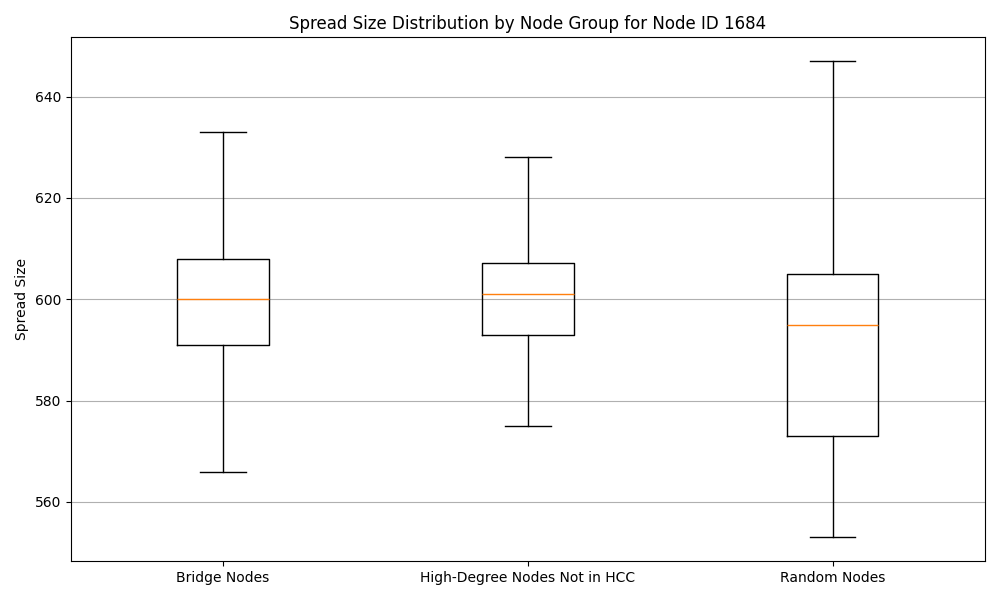 Spread Size Distribution by Node Group for Node ID 1684
640
620
600
580
560
Spread Size
Bridge Nodes
High-Degree Nodes Not in HCC
Random Nodes